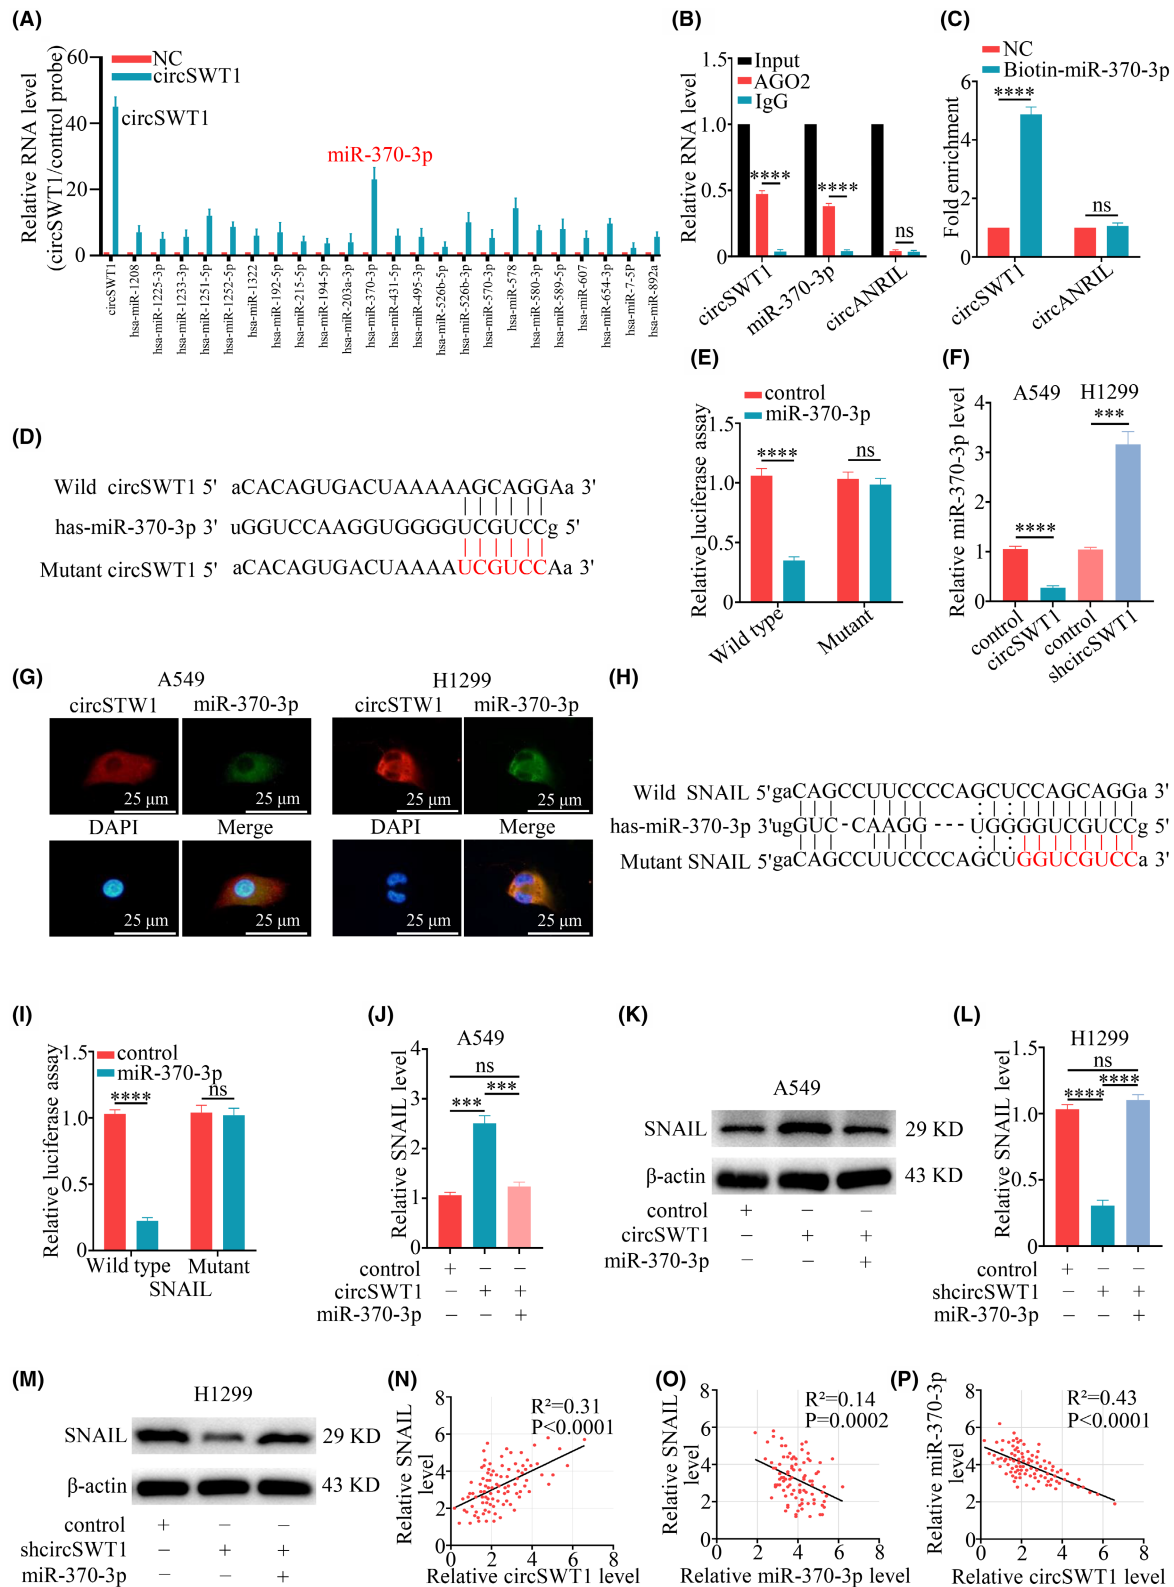 (A)
NC
circSWT1
circSWT1
miR-370-3p
Relative RNA level
(circSWT1/control probe)
60
40
20
0
circSWT1
hsa-miR-1208
hsa-miR-1225-3p
hsa-miR-1233-3p
hsa-miR-1251-5p
hsa-miR-1252-5p
hsa-miR-1322
hsa-miR-192-5p
hsa-miR-215-5p
hsa-miR-194-5p
hsa-miR-203a-3p
hsa-miR-370-3p
hsa-miR-431-5p
hsa-miR-495-3p
hsa-miR-526b-5p
hsa-miR-526b-3p
hsa-miR-570-3p
hsa-miR-578
hsa-miR-580-3p
hsa-miR-589-5p
hsa-miR-607
hsa-miR-654-3p
hsa-miR-7-5P
hsa-miR-892a
(B)
Relative RNA level
1.5
1.0
0.5
0
Input
AGO2
IgG
****
****
ns
circSWT1
miR-370-3p
circANRIL
(C)
NC
Biotin-miR-370-3p
Fold enrichment
6
4
2
0
****
ns
circSWT1
circANRIL
(D)
Wild circSWT1 5' aCACAGUGACUAAAAAGCAGGAa 3'
has-miR-370-3p 3' uGGUCCAAGGUGGGGUCGUCCg 5'
Mutant circSWT1 5' aCACAGUGACUAAAAUCGUCCAa 3'
(E)
control
miR-370-3p
Relative luciferase assay
1.5
1.0
0.5
0
****
ns
Wild type
Mutant
(F)
Relative miR-370-3p level
4
3
2
1
0
A549
H1299
****
***
control
circSWT1
control
shcircSWT1
(G)
A549
H1299
circSTW1
miR-370-3p
circSTW1
miR-370-3p
25 μm
25 μm
25 μm
25 μm
DAPI
Merge
DAPI
Merge
25 μm
25 μm
25 μm
25 μm
(H)
Wild SNAIL 5'gaCAGCCUUCCCCAGCUCCAGCAGGa 3'
has-miR-370-3p 3'ugGUC-CAAGG---UGGGGUCGUCCg 5'
Mutant SNAIL 5'gaCAGCCUUCCCCAGCUGGUCGUCCa 3'
(I)
control
miR-370-3p
Relative luciferase assay
1.5
1.0
0.5
0
****
ns
Wild type
Mutant
SNAIL
(J)
A549
Relative SNAIL level
4
3
2
1
0
ns
***
***
control + − −
circSWT1 − + +
miR-370-3p − − +
(K)
A549
SNAIL
29 KD
β-actin
43 KD
control + − −
circSWT1 − + +
miR-370-3p − − +
(L)
H1299
Relative SNAIL level
1.5
1.0
0.5
0
ns
****
****
control + − −
shcircSWT1 − + +
miR-370-3p − − +
(M)
H1299
SNAIL
29 KD
β-actin
43 KD
control + − −
shcircSWT1 − + +
miR-370-3p − − +
(N)
R²=0.31
P<0.0001
Relative SNAIL
level
8
6
4
2
0
0 2 4 6 8
Relative circSWT1 level
(O)
R²=0.14
P=0.0002
Relative SNAIL
level
8
6
4
2
0
0 2 4 6 8
Relative miR-370-3p level
(P)
R²=0.43
P<0.0001
Relative miR-370-3p
level
8
6
4
2
0
0 2 4 6 8
Relative circSWT1 level